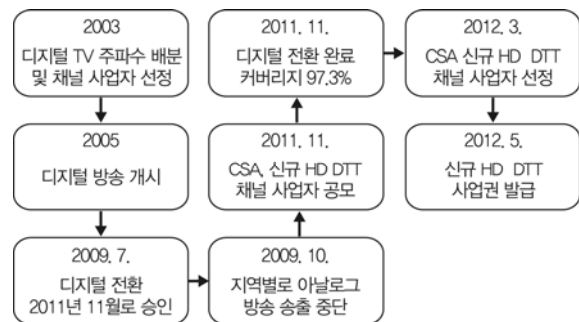 2003
디지털 TV 주파수 배분
및 채널 사업자 선정
2005
디지털 방송 개시
2009. 7.
디지털 전환
2011년 11월로 승인
2009. 10.
지역별로 아날로그
방송 송출 중단
2011. 11.
CSA, 신규 HD DTT
채널 사업자 공모
2011. 11.
디지털 전환 완료
커버리지 97.3%
2012. 3.
CSA 신규 HD DTT
채널 사업자 선정
2012. 5.
신규 HD DTT
사업권 발급